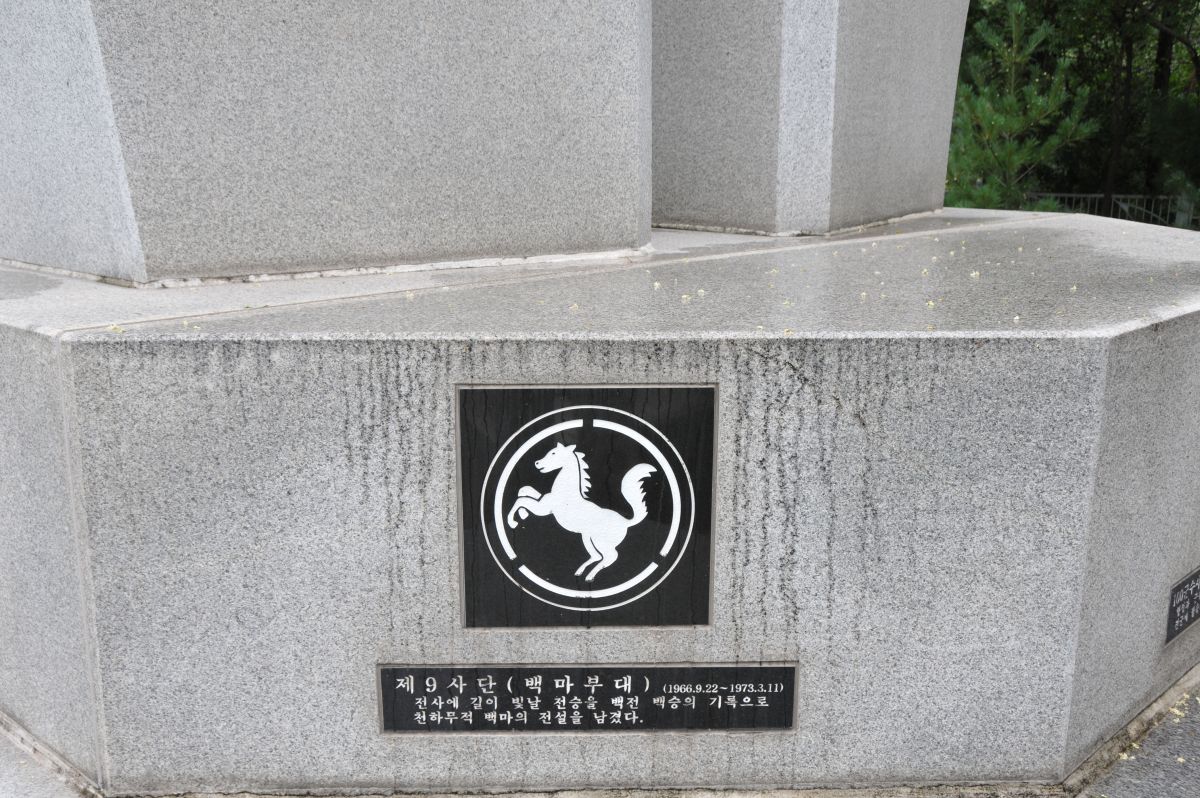 제9사단(백마부대) (1966.9.22~1973.3.11)
전사에 길이 빛날 전승을 백전 백승의 기록으로
천하무적 백마의 전설을 남겼다.